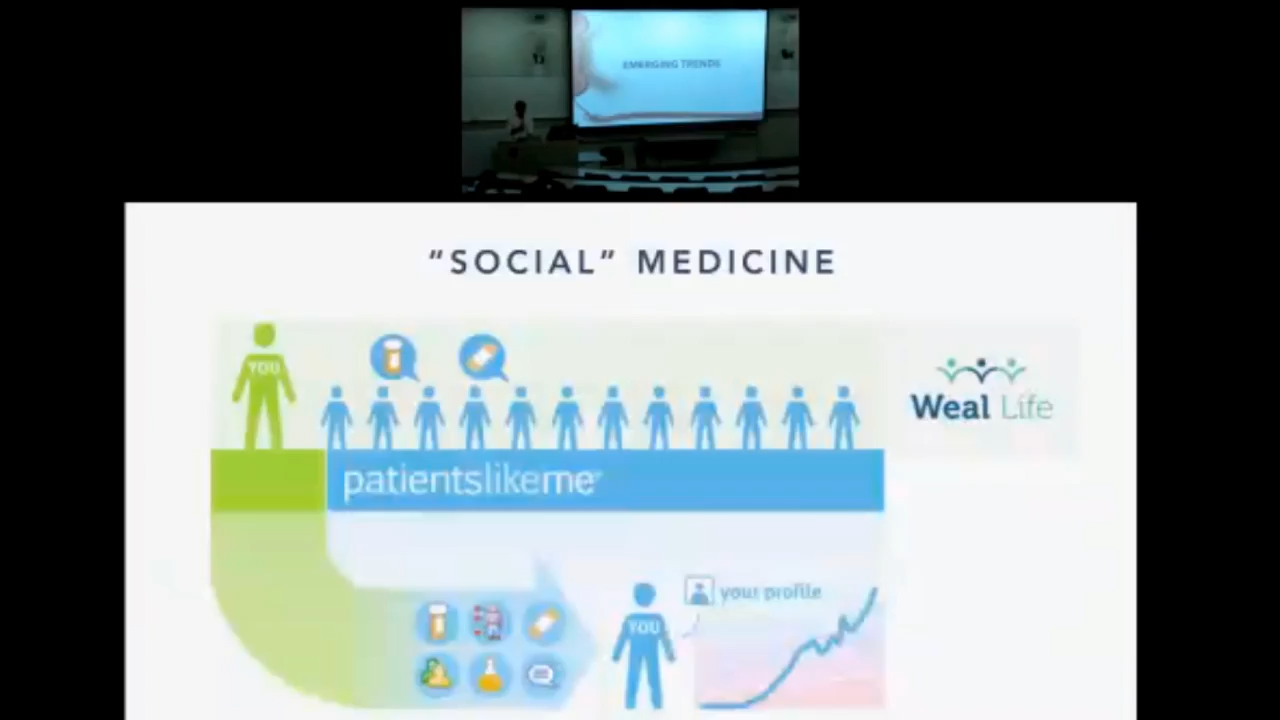 EMERGING TRENDS
“SOCIAL” MEDICINE
YOU
Weal Life
patientslikeme
your profile
YOU